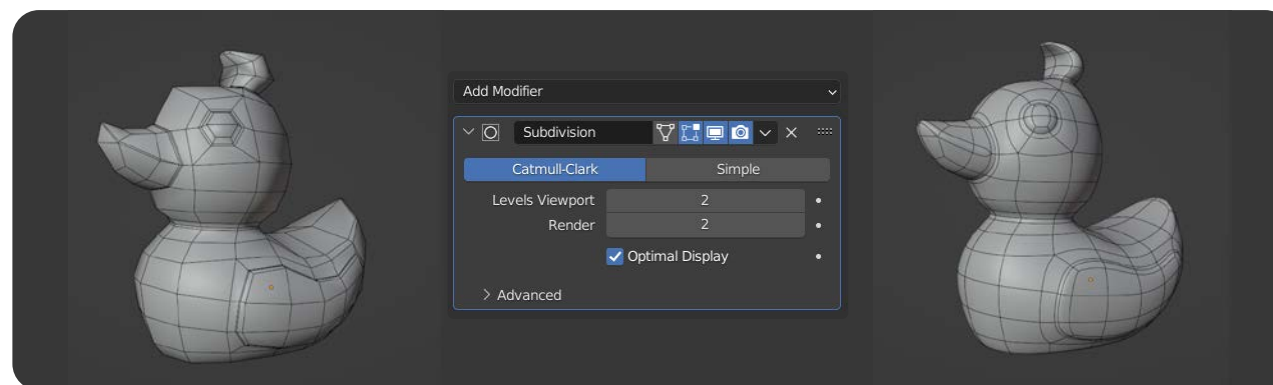 Add Modifier
Subdivision
Catmull-Clark Simple
Levels Viewport 2
Render 2
Optimal Display
Advanced